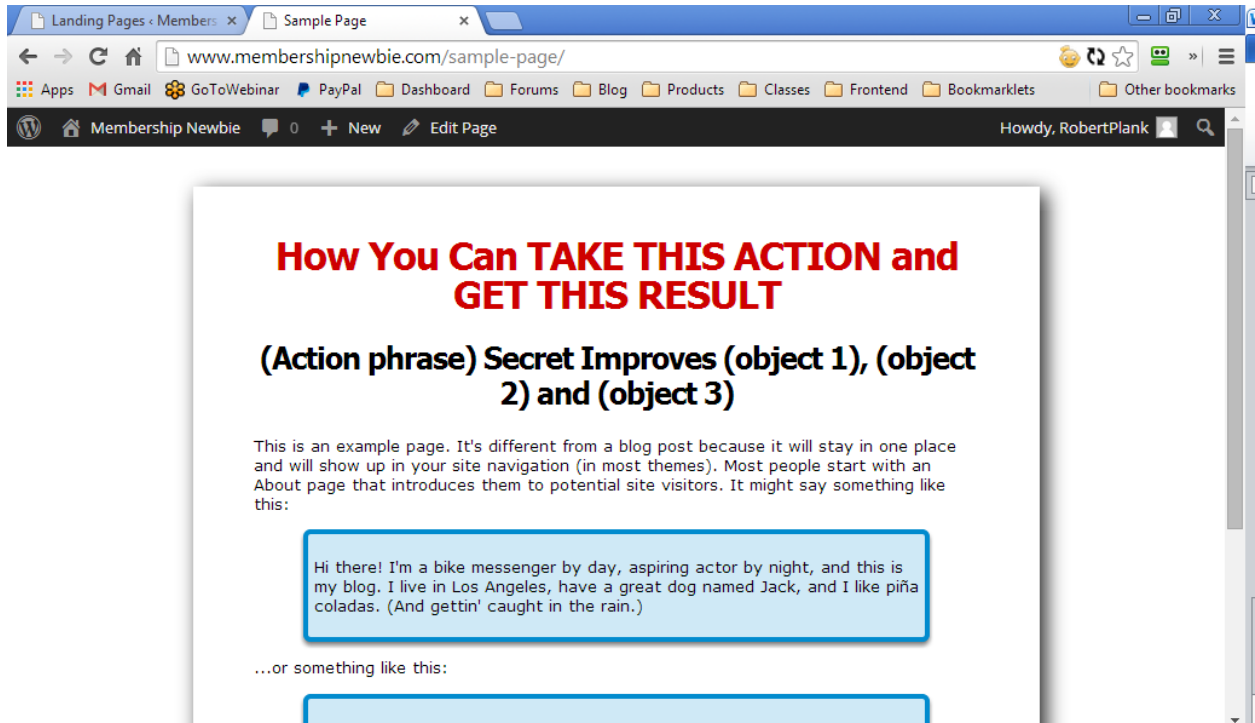 Landing Pages ‹ Members
Sample Page
www.membershipnewbie.com/sample-page/
Apps Gmail GoToWebinar PayPal Dashboard Forums Blog Products Classes Frontend Bookmarklets Other bookmarks
Membership Newbie 0 + New Edit Page Howdy, RobertPlank
How You Can TAKE THIS ACTION and
GET THIS RESULT
(Action phrase) Secret Improves (object 1), (object
2) and (object 3)
This is an example page. It's different from a blog post because it will stay in one place
and will show up in your site navigation (in most themes). Most people start with an
About page that introduces them to potential site visitors. It might say something like
this:
Hi there! I'm a bike messenger by day, aspiring actor by night, and this is
my blog. I live in Los Angeles, have a great dog named Jack, and I like piña
coladas. (And gettin' caught in the rain.)
...or something like this: